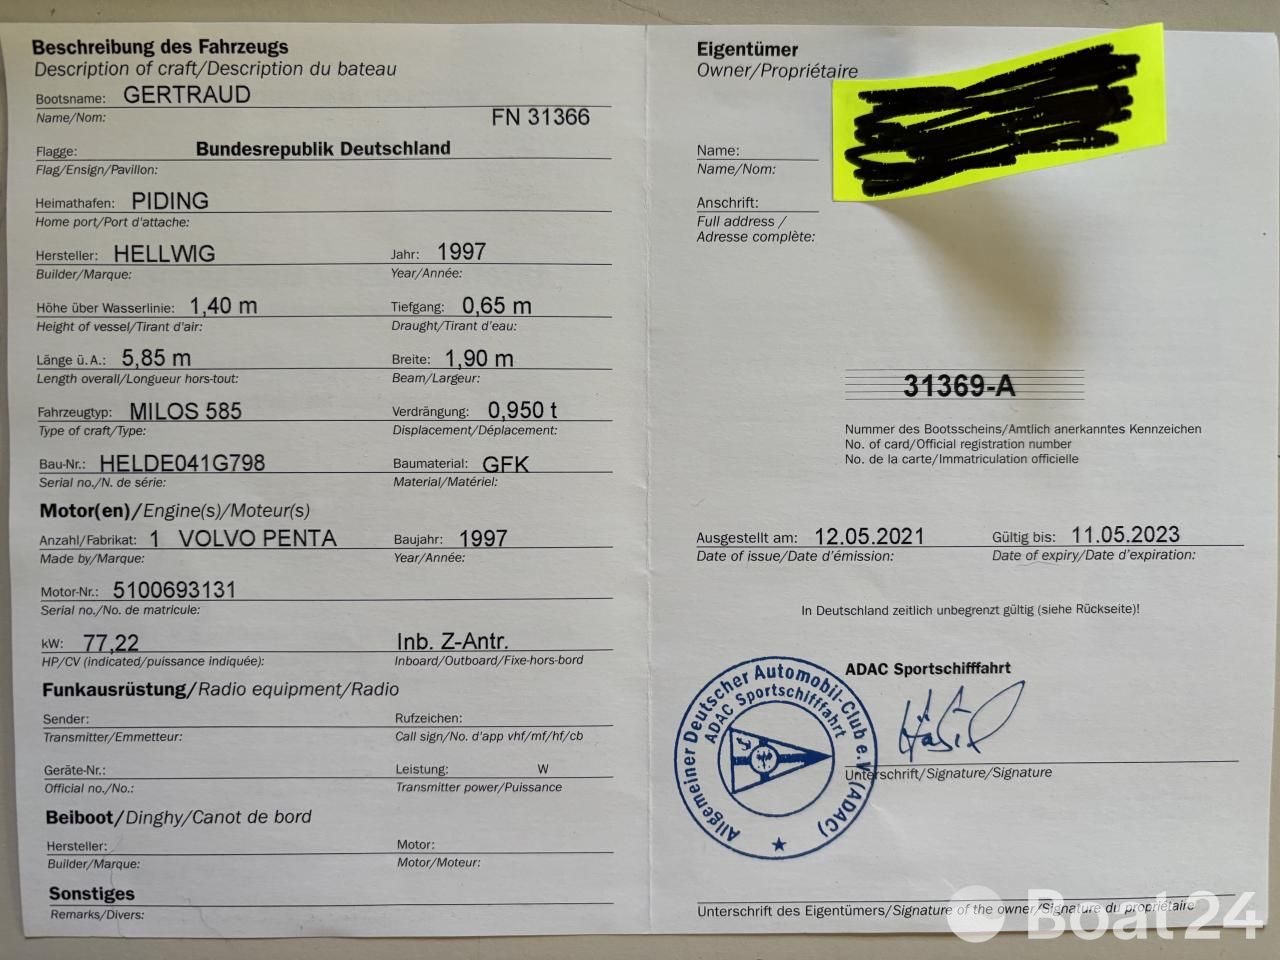 Beschreibung des Fahrzeugs
Description of craft/Description du bateau
Bootsname: GERTRAUD
Name/Nom:
FN 31366
Flagge: Bundesrepublik Deutschland
Flag/Ensign/Pavillon:
Heimathafen: PIDING
Home port/Port d'attache:
Hersteller: HELLWIG Jahr: 1997
Builder/Marque: Year/Année:
Höhe über Wasserlinie: 1,40 m Tiefgang: 0,65 m
Height of vessel/Tirant d'air: Draught/Tirant d'eau:
Länge ü.A.: 5,85 m Breite: 1,90 m
Length overall/Longueur hors-tout: Beam/Largeur:
Fahrzeugtyp: MILOS 585 Verdrängung: 0,950 t
Type of craft/Type: Displacement/Déplacement:
Bau-Nr.: HELDE041G798 Baumaterial: GFK
Serial no./N. de série: Material/Matériel:
Motor(en)/Engine(s)/Moteur(s)
Anzahl/Fabrikat: 1 VOLVO PENTA Baujahr: 1997
Made by/Marque: Year/Année:
Motor-Nr.: 5100693131
Serial no./No. de matricule:
kW: 77,22 Inb. Z-Antr.
HP/CV (indicated/puissance indiquée): Inboard/Outboard/Fixe-hors-bord
Funkausrüstung/Radio equipment/Radio
Sender: Rufzeichen:
Transmitter/Emmetteur: Call sign/No. d'app vhf/mf/hf/cb
Geräte-Nr.: Leistung: W
Official no./No.: Transmitter power/Puissance
Beiboot/Dinghy/Canot de bord
Hersteller: Motor:
Builder/Marque: Motor/Moteur:
Sonstiges
Remarks/Divers:
Eigentümer
Owner/Propriétaire
Name:
Name/Nom:
Anschrift:
Full address /
Adresse complète:
31369-A
Nummer des Bootsscheins/Amtlich anerkanntes Kennzeichen
No. of card/Official registration number
No. de la carte/Immatriculation officielle
Ausgestellt am: 12.05.2021 Gültig bis: 11.05.2023
Date of issue/Date d'émission: Date of expiry/Date d'expiration:
In Deutschland zeitlich unbegrenzt gültig (siehe Rückseite)!
ADAC Sportschifffahrt
Allgemeiner Deutscher Automobil-Club e.V. (ADAC)
ADAC Sportschifffahrt
Unterschrift/Signature/Signature
Unterschrift des Eigentümers/Signature of the owner/Signature du propriétaire
Boat24